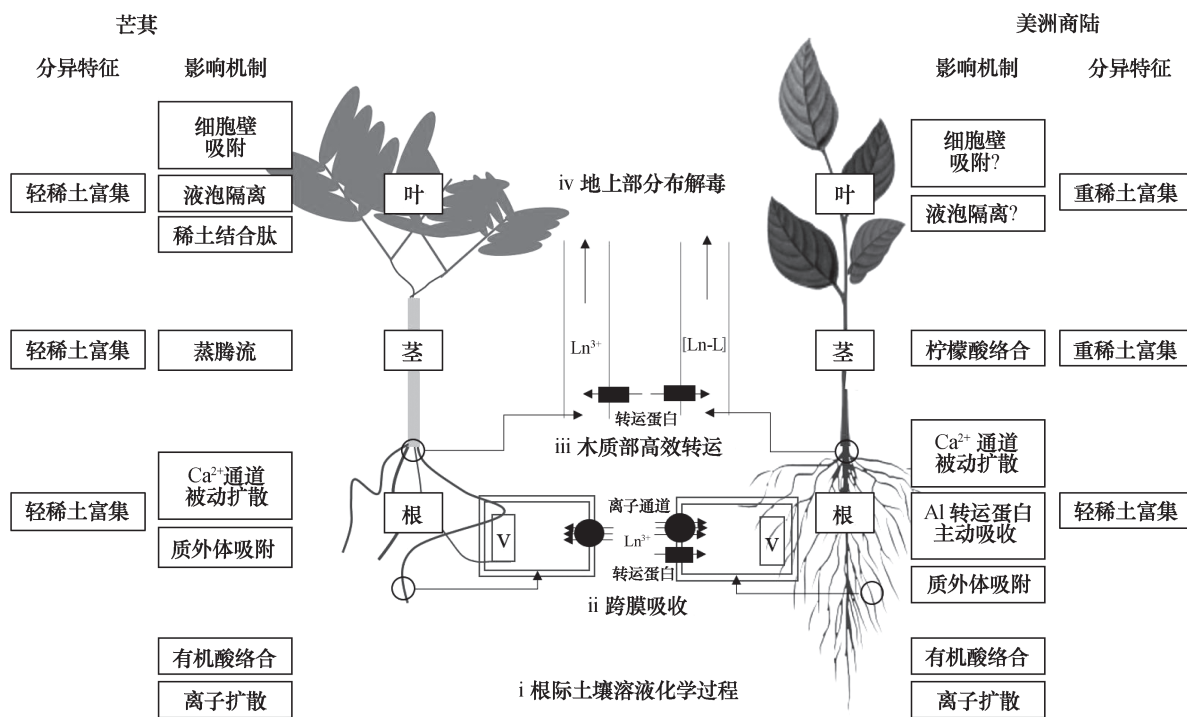 芒萁
分异特征
影响机制
细胞壁
吸附
轻稀土富集
液泡隔离
稀土结合肽
叶
轻稀土富集
蒸腾流
茎
Ca²⁺通道
被动扩散
轻稀土富集
质外体吸附
根
有机酸络合
离子扩散
iv 地上部分布解毒
Ln³⁺
[Ln-L]
转运蛋白
iii 木质部高效转运
离子通道
V
Ln³⁺
V
转运蛋白
ii 跨膜吸收
i 根际土壤溶液化学过程
美洲商陆
影响机制
分异特征
细胞壁
吸附?
叶
重稀土富集
液泡隔离?
茎
柠檬酸络合
重稀土富集
Ca²⁺ 通道
被动扩散
根
Al 转运蛋白
主动吸收
轻稀土富集
质外体吸附
有机酸络合
离子扩散